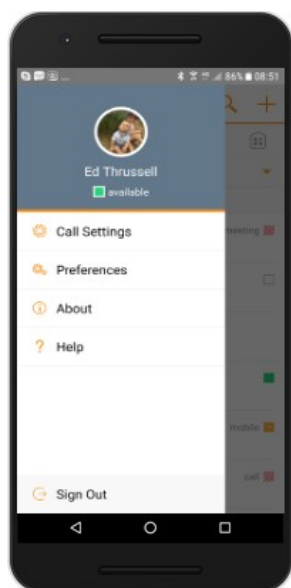 86% 08:51
Ed Thrussell
available
Call Settings
meeting
Preferences
About
Help
mobile
call
Sign Out